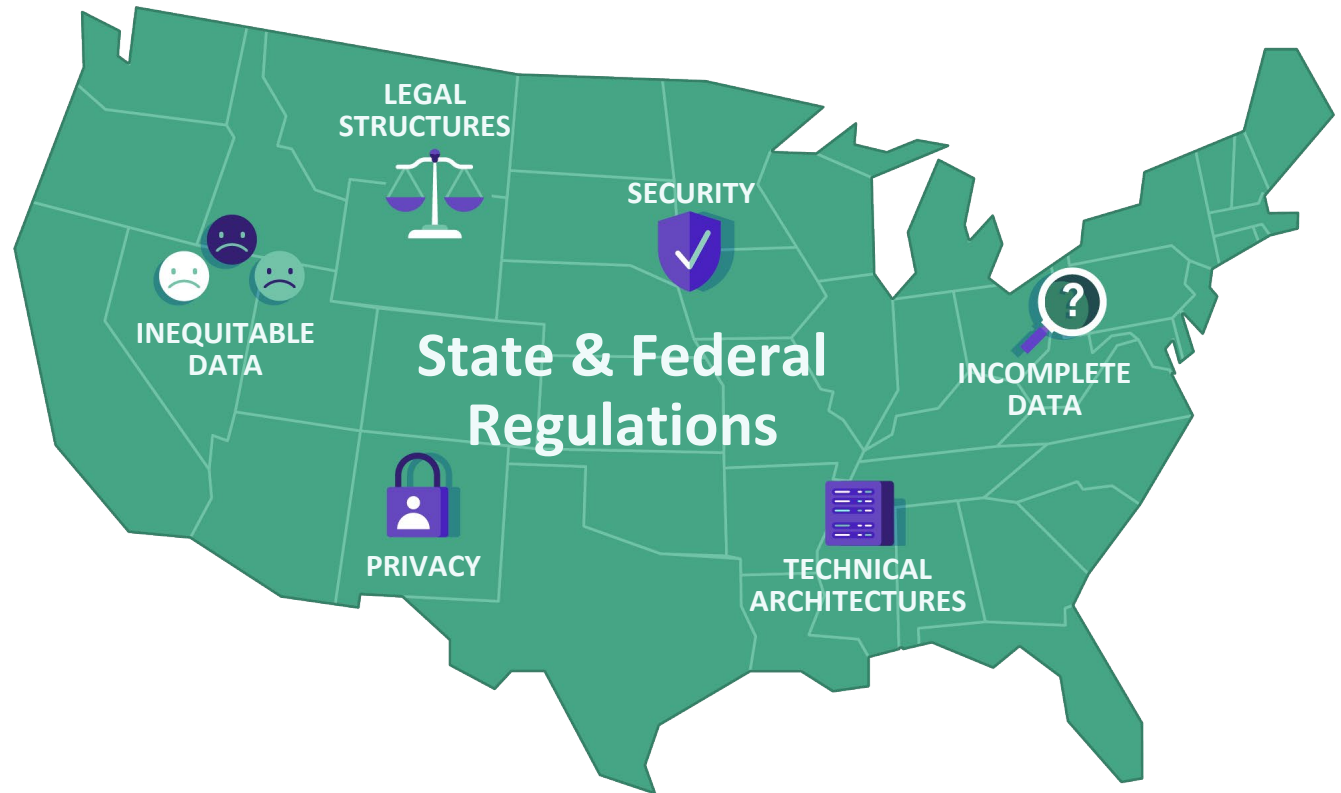 LEGAL
STRUCTURES
SECURITY
INEQUITABLE
DATA
State & Federal
Regulations
?
INCOMPLETE
DATA
PRIVACY
TECHNICAL
ARCHITECTURES